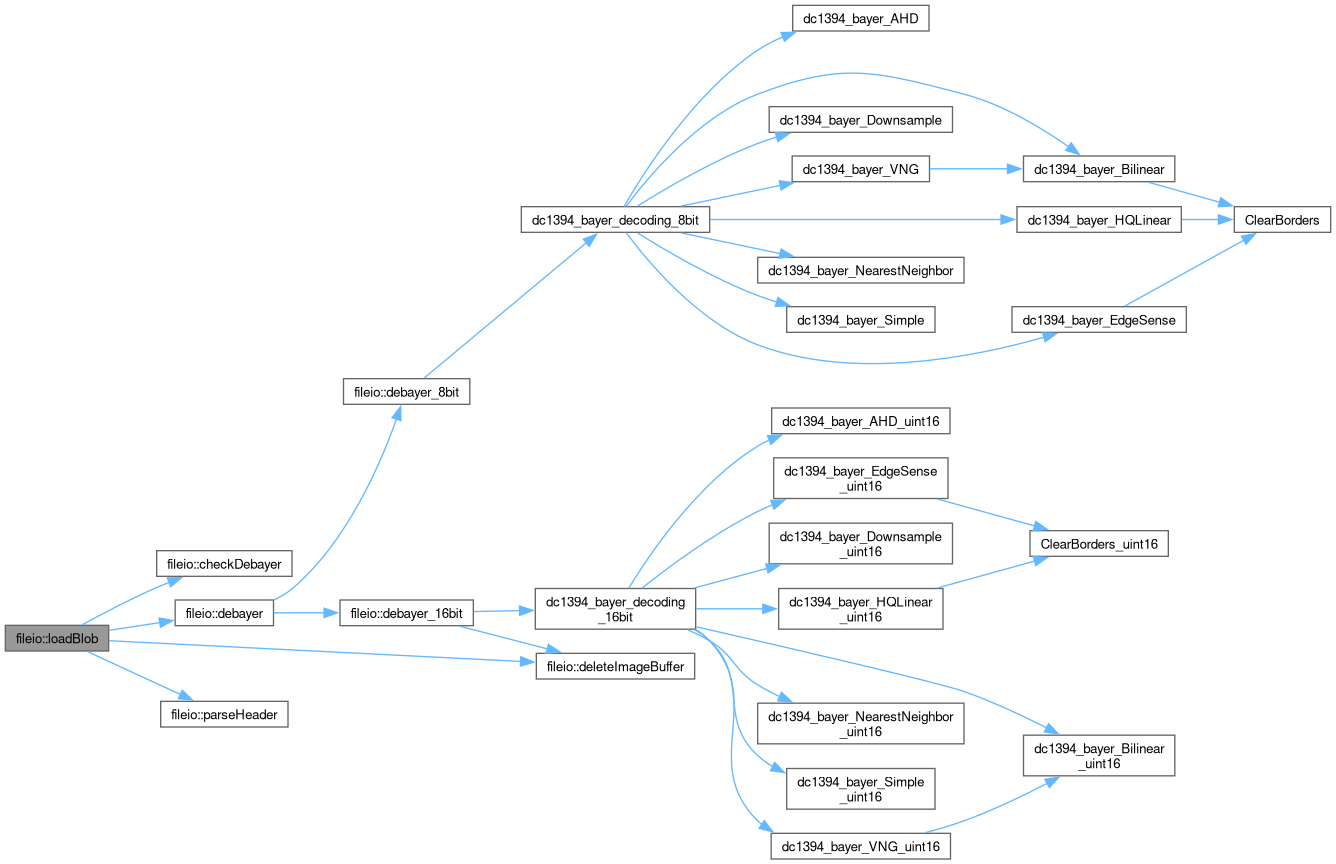 dc1394_bayer_AHD
dc1394_bayer_Downsample
dc1394_bayer_VNG
dc1394_bayer_Bilinear
dc1394_bayer_decoding_8bit
dc1394_bayer_HQLinear
ClearBorders
dc1394_bayer_NearestNeighbor
dc1394_bayer_Simple
dc1394_bayer_EdgeSense
fileio::debayer_8bit
dc1394_bayer_AHD_uint16
dc1394_bayer_EdgeSense
_uint16
dc1394_bayer_Downsample
_uint16
ClearBorders_uint16
fileio::checkDebayer
fileio::debayer
fileio::debayer_16bit
dc1394_bayer_decoding
_16bit
dc1394_bayer_HQLinear
_uint16
fileio::loadBlob
fileio::deleteImageBuffer
fileio::parseHeader
dc1394_bayer_NearestNeighbor
_uint16
dc1394_bayer_Bilinear
_uint16
dc1394_bayer_Simple
_uint16
dc1394_bayer_VNG_uint16